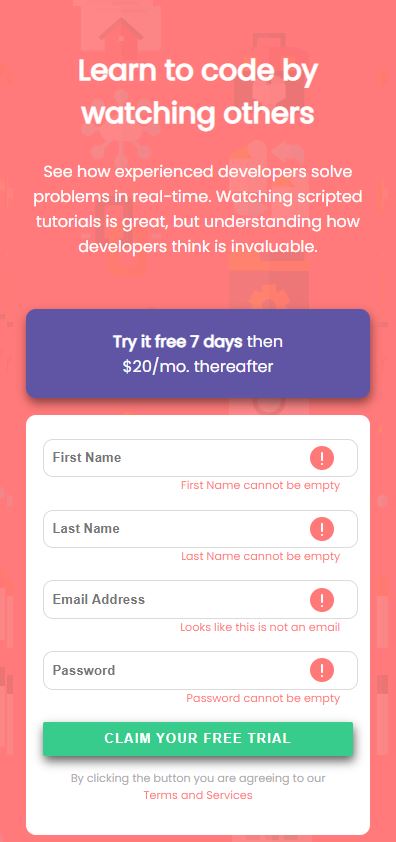 Learn to code by
watching others
See how experienced developers solve
problems in real-time. Watching scripted
tutorials is great, but understanding how
developers think is invaluable.
Try it free 7 days then
$20/mo. thereafter
First Name
!
First Name cannot be empty
Last Name
!
Last Name cannot be empty
Email Address
!
Looks like this is not an email
Password
!
Password cannot be empty
CLAIM YOUR FREE TRIAL
By clicking the button you are agreeing to our
Terms and Services